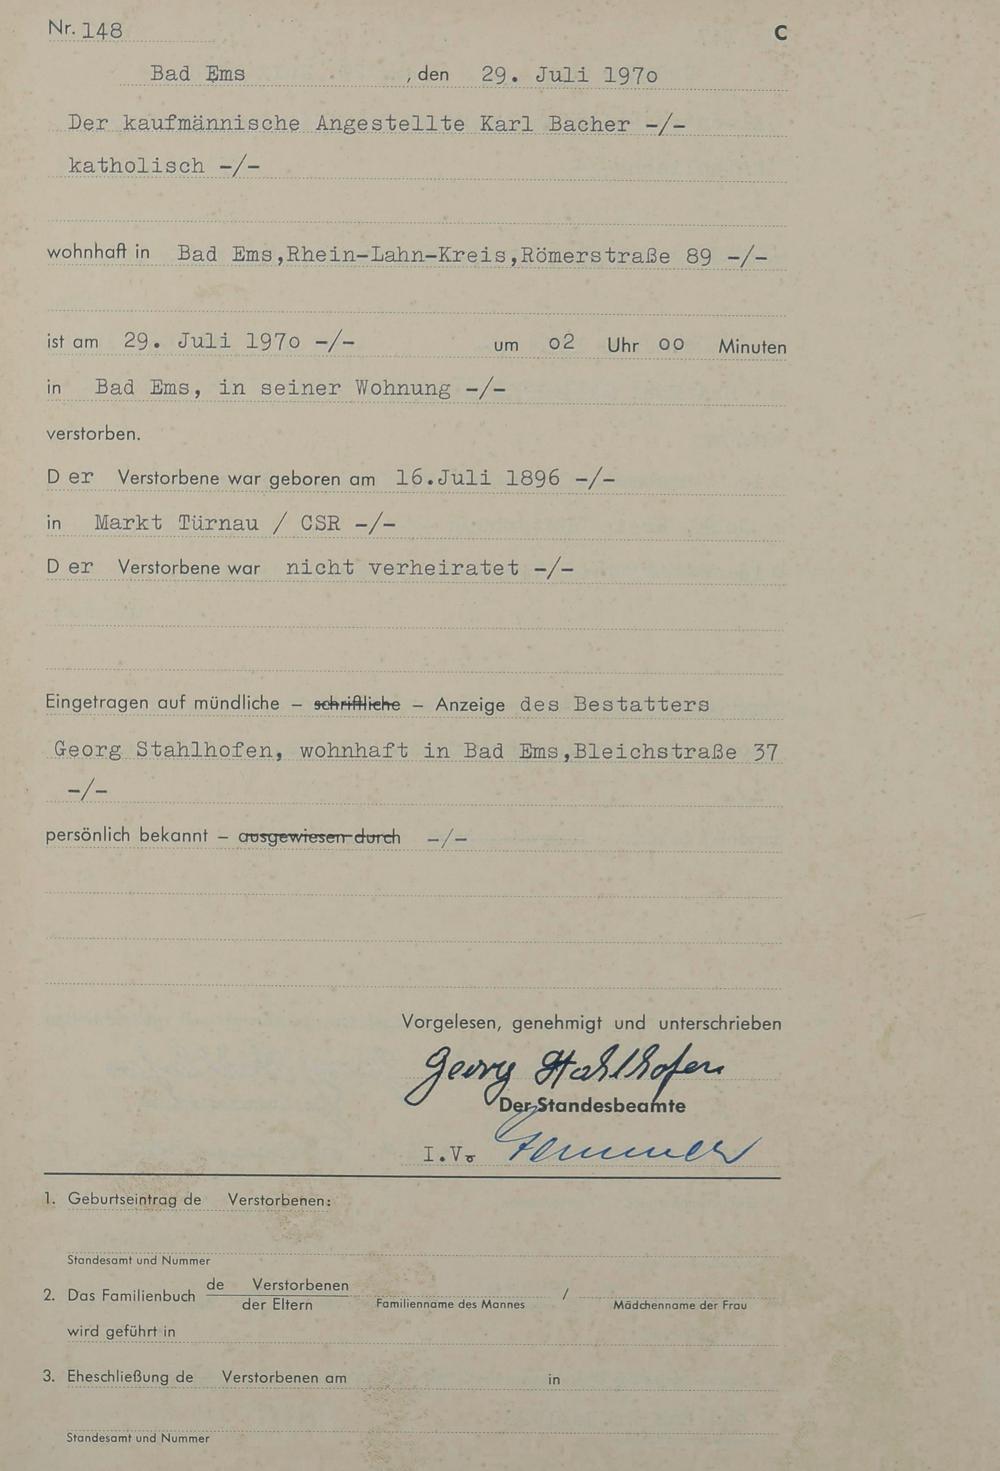 Nr. 148 C
Bad Ems , den 29. Juli 197o
Der kaufmännische Angestellte Karl Bacher -/-
katholisch -/-
wohnhaft in Bad Ems,Rhein-Lahn-Kreis,Römerstraße 89 -/-
ist am 29. Juli 197o -/- um o2 Uhr oo Minuten
in Bad Ems, in seiner Wohnung -/-
verstorben.
D er Verstorbene war geboren am 16.Juli 1896 -/-
in Markt Türnau / CSR -/-
D er Verstorbene war nicht verheiratet -/-
Eingetragen auf mündliche – schriftliche – Anzeige des Bestatters
Georg Stahlhofen, wohnhaft in Bad Ems,Bleichstraße 37
-/-
persönlich bekannt – ausgewiesen durch -/-
Vorgelesen, genehmigt und unterschrieben
Georg Stahlhofen
Der Standesbeamte
I.V.
1. Geburtseintrag de Verstorbenen:
Standesamt und Nummer
2. Das Familienbuch de Verstorbenen
der Eltern Familienname des Mannes / Mädchenname der Frau
wird geführt in
3. Eheschließung de Verstorbenen am in
Standesamt und Nummer